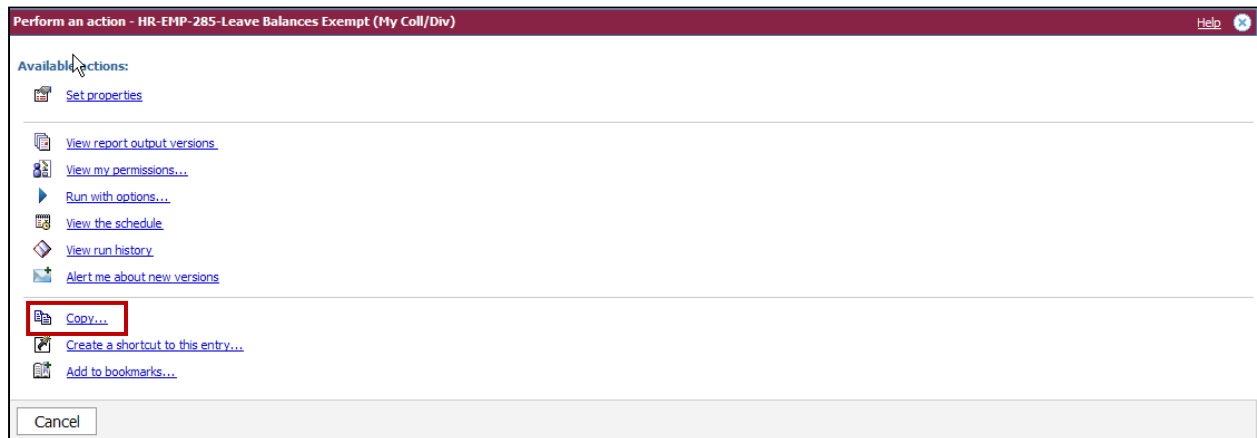 Perform an action - HR-EMP-285-Leave Balances Exempt (My Coll/Div) Help
Available actions:
Set properties
View report output versions
View my permissions...
Run with options...
View the schedule
View run history
Alert me about new versions
Copy...
Create a shortcut to this entry...
Add to bookmarks...
Cancel